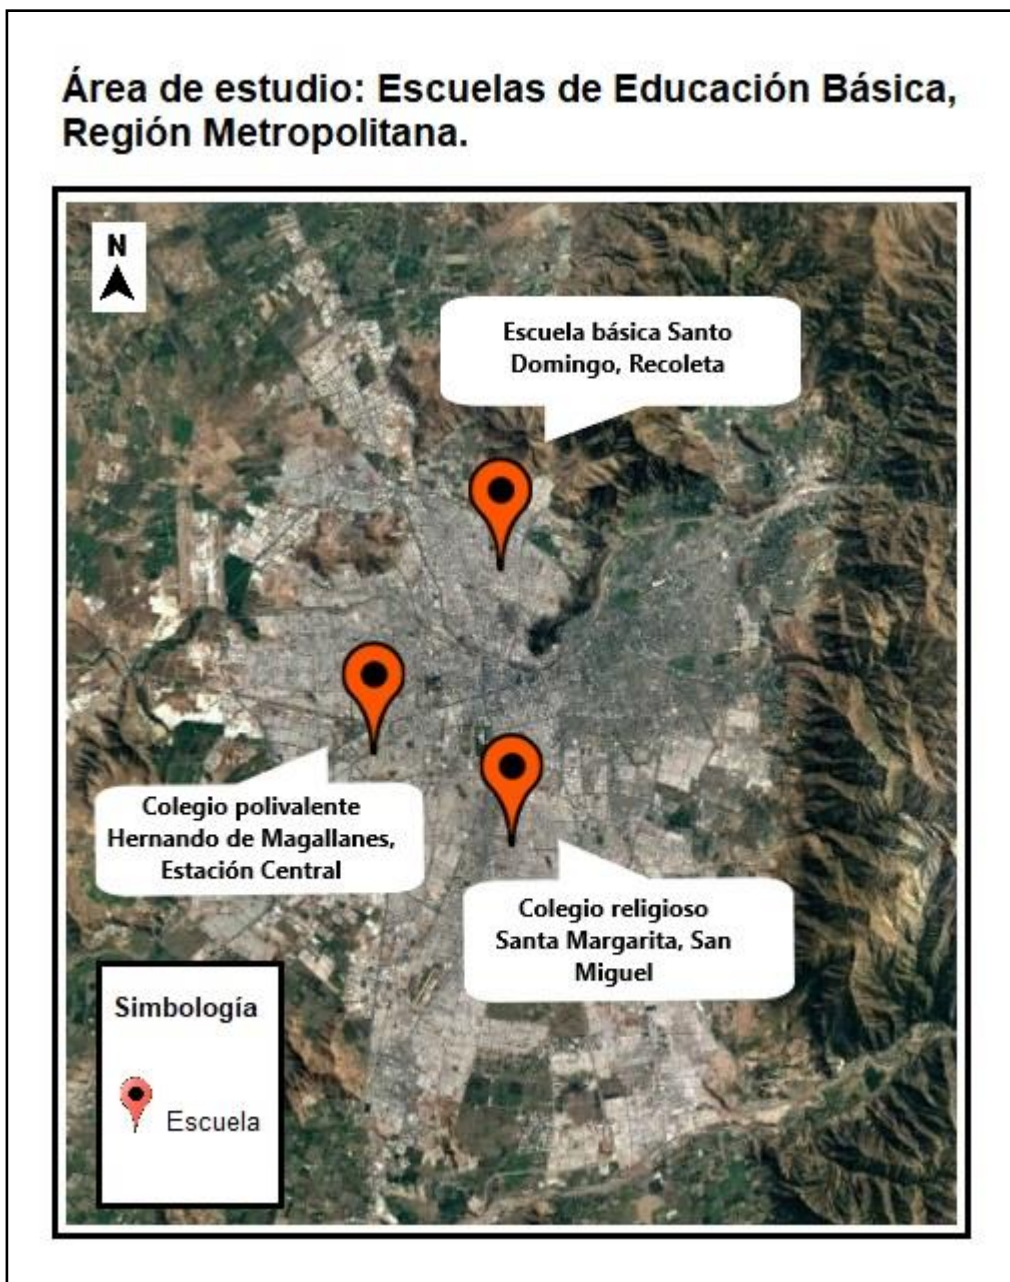 Área de estudio: Escuelas de Educación Básica,
Región Metropolitana.
N
Escuela básica Santo
Domingo, Recoleta
Colegio polivalente
Hernando de Magallanes,
Estación Central
Colegio religioso
Santa Margarita, San
Miguel
Simbología
Escuela